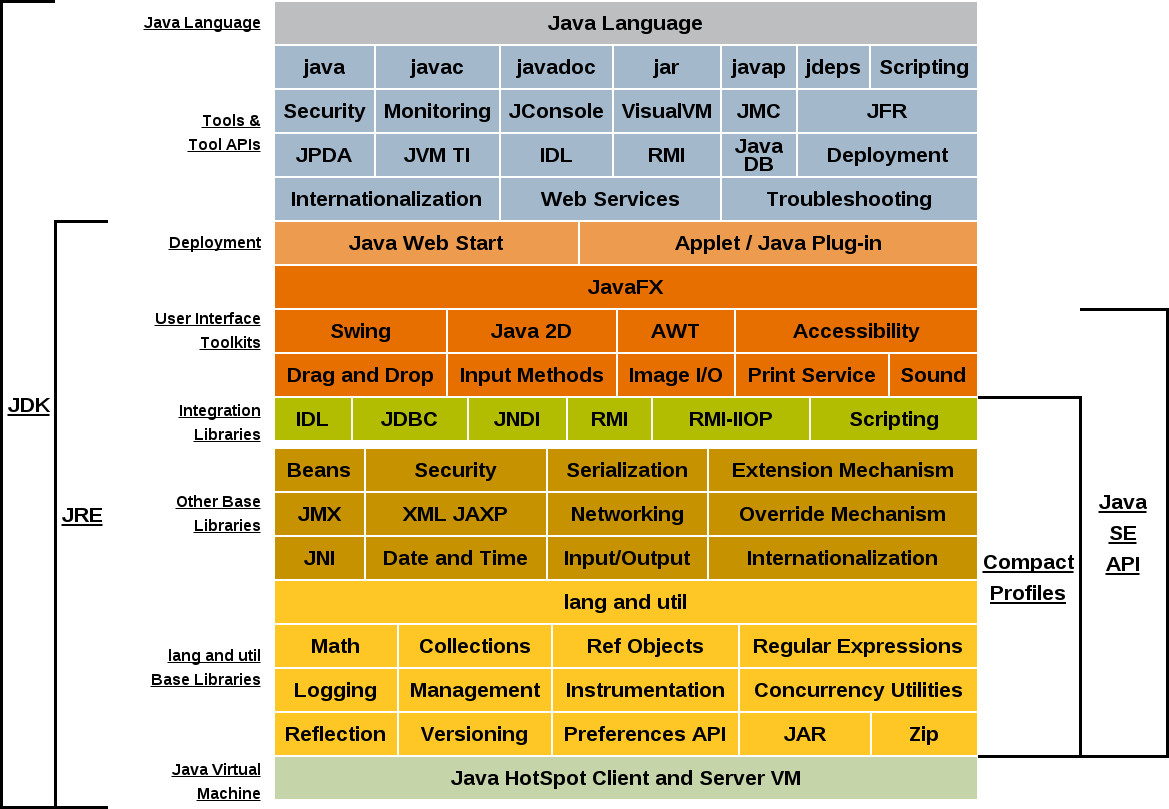 Java Language
Java Language
java javac javadoc jar javap jdeps Scripting
Tools &
Tool APIs
Security Monitoring JConsole VisualVM JMC JFR
JPDA JVM TI IDL RMI Java DB Deployment
Internationalization Web Services Troubleshooting
Deployment
Java Web Start Applet / Java Plug-in
JavaFX
User Interface
Toolkits
Swing Java 2D AWT Accessibility
Drag and Drop Input Methods Image I/O Print Service Sound
Integration
Libraries
IDL JDBC JNDI RMI RMI-IIOP Scripting
JDK
JRE
Other Base
Libraries
Beans Security Serialization Extension Mechanism
JMX XML JAXP Networking Override Mechanism
JNI Date and Time Input/Output Internationalization
Java
SE
API
Compact
Profiles
lang and util
lang and util
Base Libraries
Math Collections Ref Objects Regular Expressions
Logging Management Instrumentation Concurrency Utilities
Reflection Versioning Preferences API JAR Zip
Java Virtual
Machine
Java HotSpot Client and Server VM